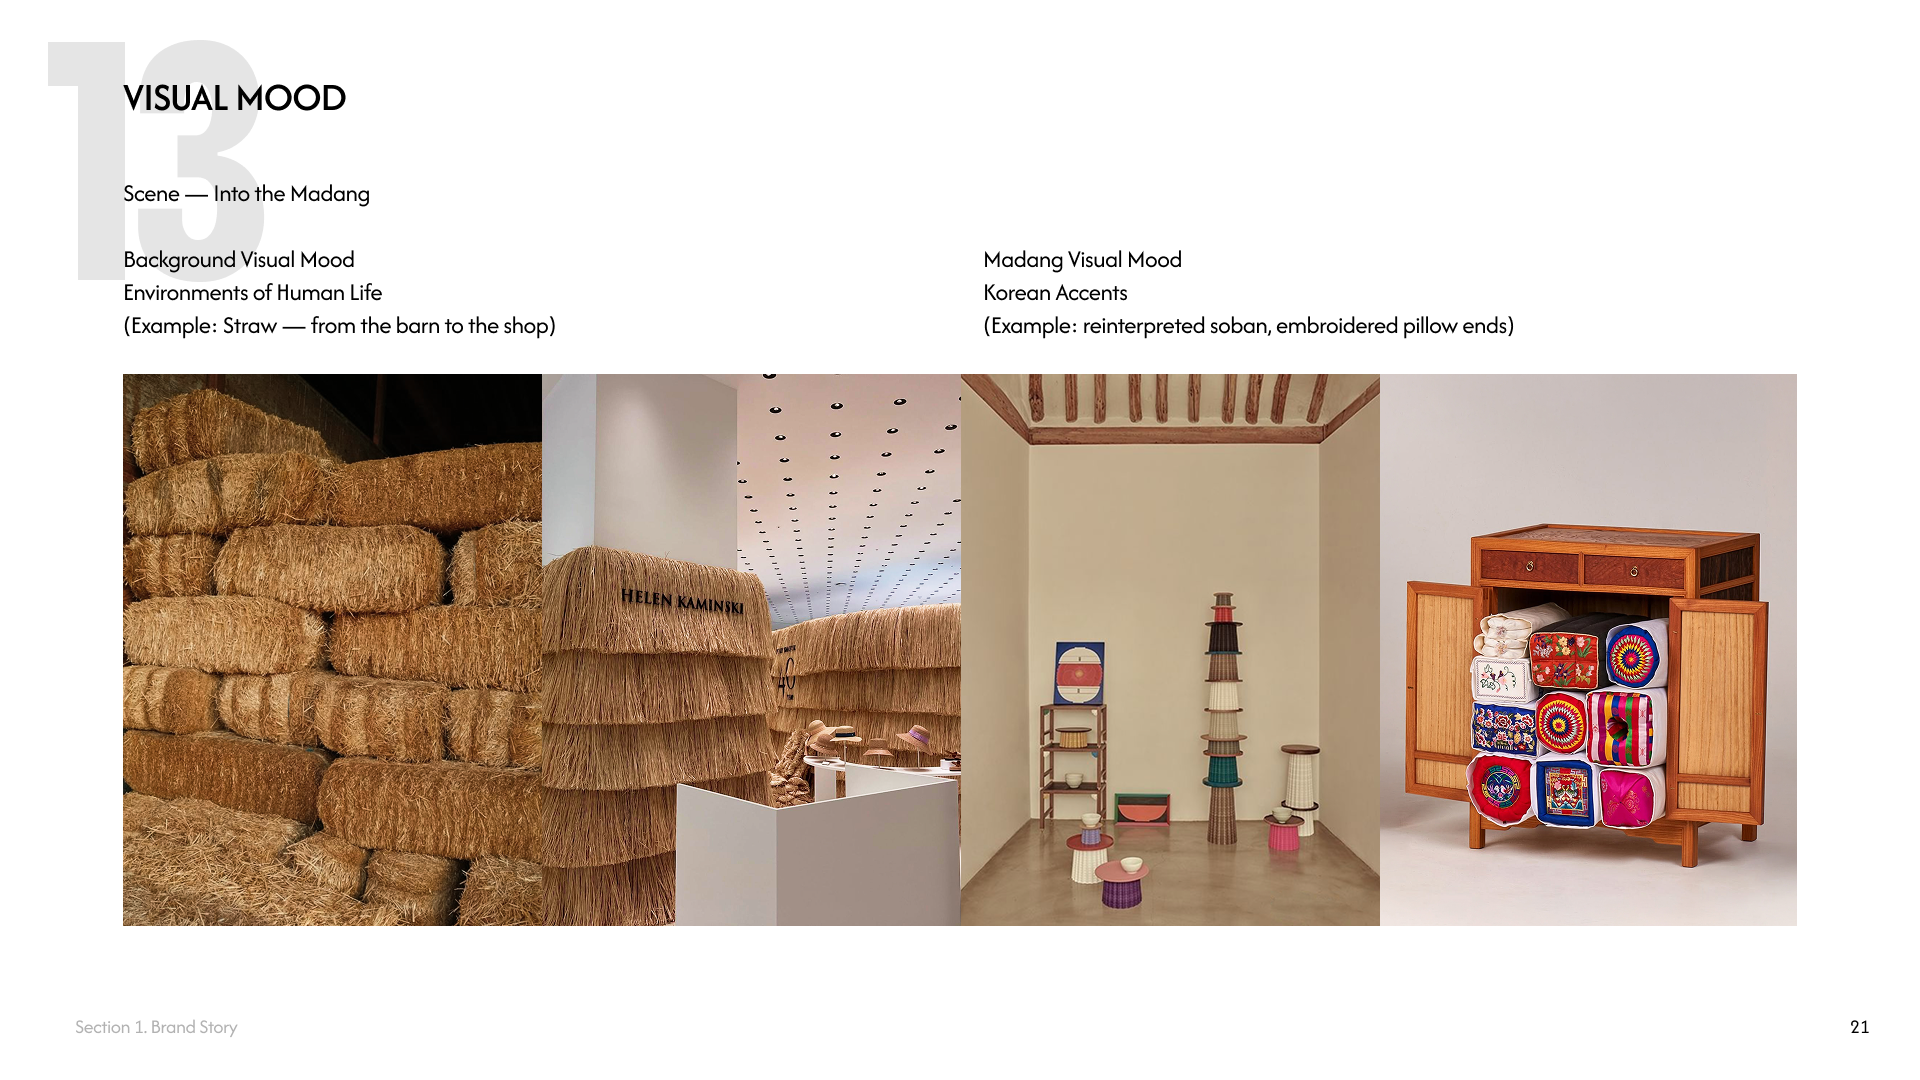 13
VISUAL MOOD
Scene — Into the Madang
Background Visual Mood
Environments of Human Life
(Example: Straw — from the barn to the shop)
Madang Visual Mood
Korean Accents
(Example: reinterpreted soban, embroidered pillow ends)
HELEN KAMINSKI
40
Section 1. Brand Story
21